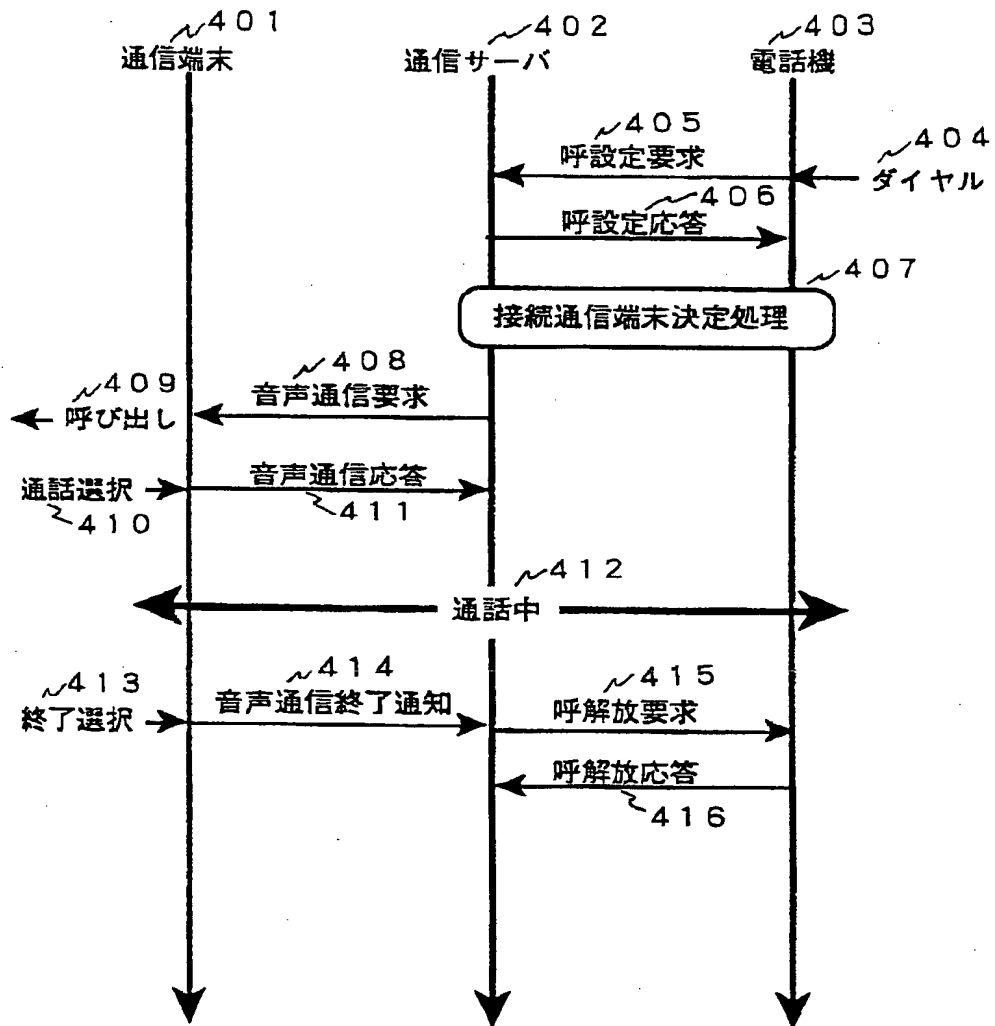 401
402
403
通信端末
通信サーバ
電話機
405
呼設定要求
404
ダイヤル
406
呼設定応答
407
接続通信端末決定処理
408
409
音声通信要求
呼び出し
音声通信応答
通話選択
411
410
412
通話中
414
415
413
音声通信終了通知
呼解放要求
終了選択
呼解放応答
416